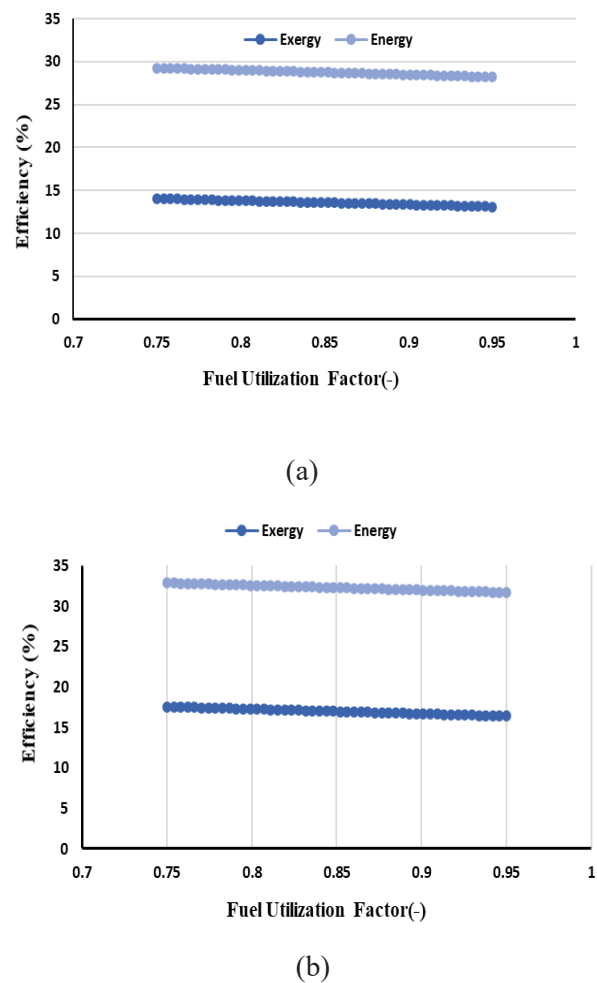 35
Exergy Energy
30
25
20
15
10
5
0
0.7 0.75 0.8 0.85 0.9 0.95 1
Efficiency (%)
Fuel Utilization Factor(-)
(a)
Exergy Energy
35
30
25
20
15
10
5
0
0.7 0.75 0.8 0.85 0.9 0.95 1
Efficiency (%)
Fuel Utilization Factor(-)
(b)